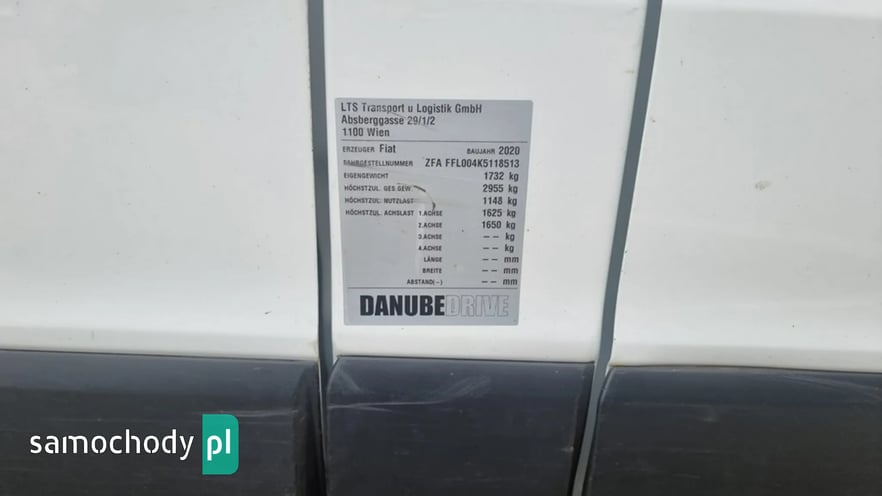 LTS Transport u Logistik GmbH
Absberggasse 29/1/2
1100 Wien
ERZEUGER Fiat BAUJAHR 2020
FAHRGESTELLNUMMER ZFA FFL004K5118513
EIGENGEWICHT 1732 kg
HÖCHSTZUL. GES.GEW. 2955 kg
HÖCHSTZUL. NUTZLAST 1148 kg
HÖCHSTZUL. ACHSLAST 1.ACHSE 1625 kg
2.ACHSE 1650 kg
3.ACHSE -- kg
4.ACHSE -- kg
LÄNGE -- mm
BREITE -- mm
ABSTAND(-) -- mm
DANUBEDRIVE
samochody pl